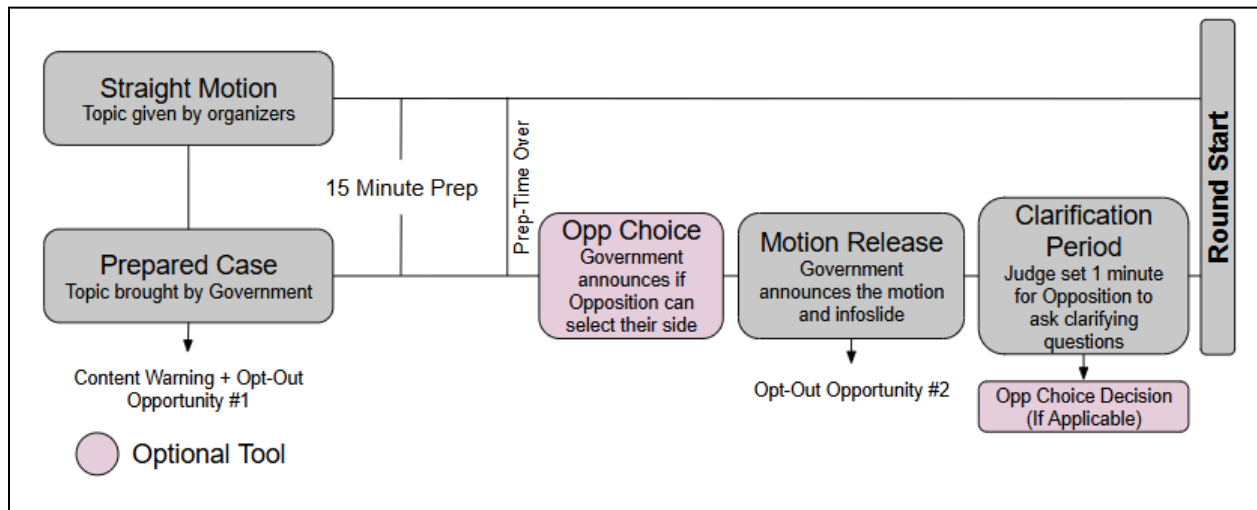 Straight Motion
Topic given by organizers
15 Minute Prep
Prep-Time Over
Prepared Case
Topic brought by Government
Content Warning + Opt-Out
Opportunity #1
Opp Choice
Government
announces if
Opposition can
select their side
Motion Release
Government
announces the motion
and infoslide
Opt-Out Opportunity #2
Clarification
Period
Judge set 1 minute
for Opposition to
ask clarifying
questions
Opp Choice Decision
(If Applicable)
Round Start
Optional Tool